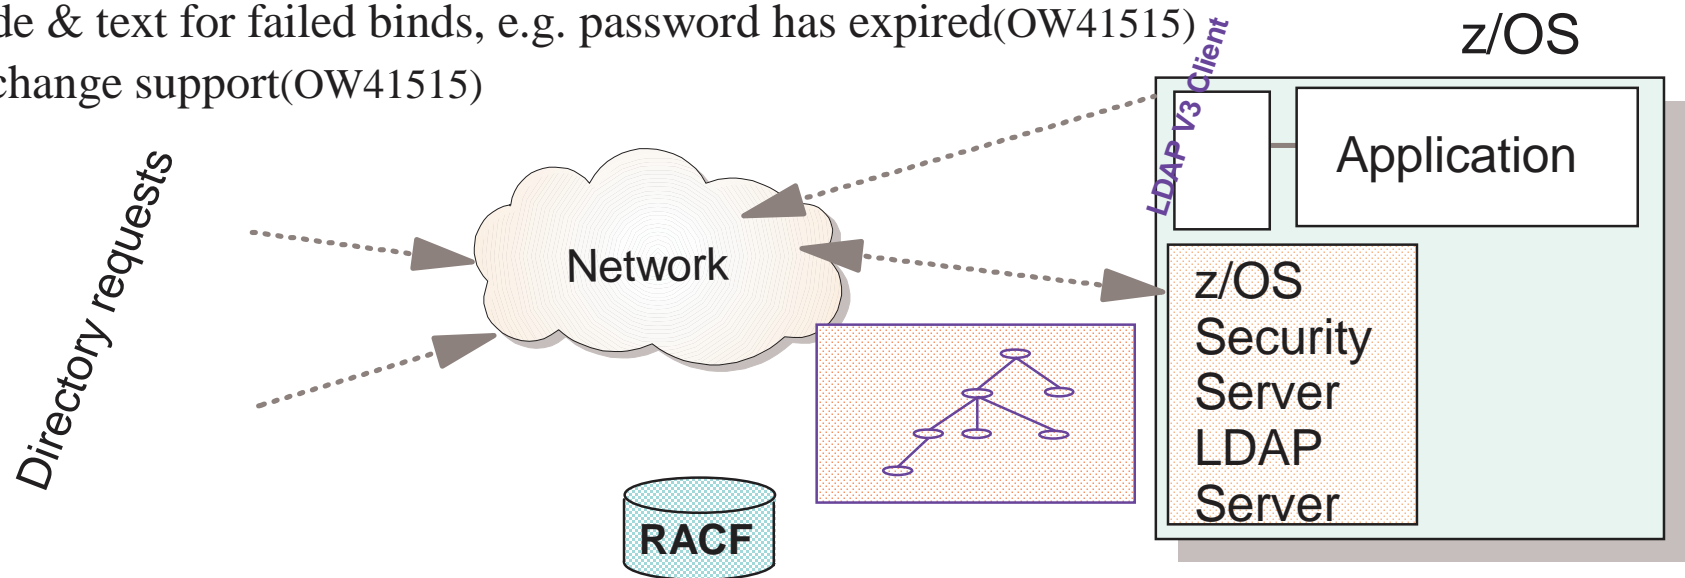 de & text for failed binds, e.g. password has expired(OW41515)
change support(OW41515)
z/OS
LDAP V3 Client
Application
Directory requests
Network
z/OS
Security
Server
LDAP
Server
RACF